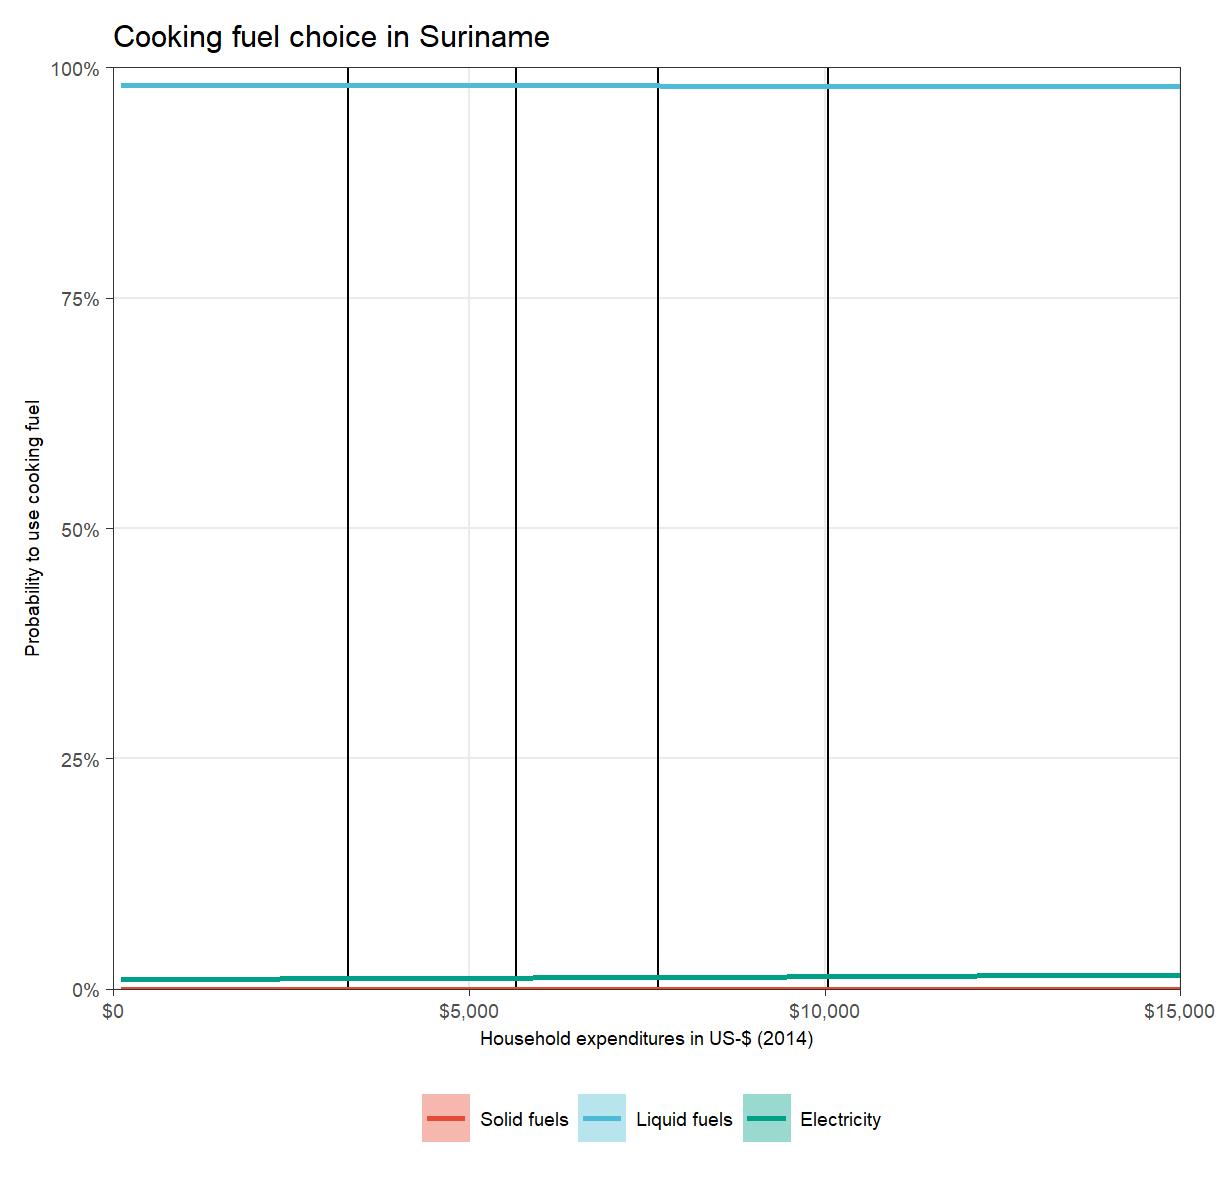 Cooking fuel choice in Suriname
100%
75%
50%
25%
0%
Probability to use cooking fuel
$0 $5,000 $10,000 $15,000
Household expenditures in US-$ (2014)
Solid fuels Liquid fuels Electricity